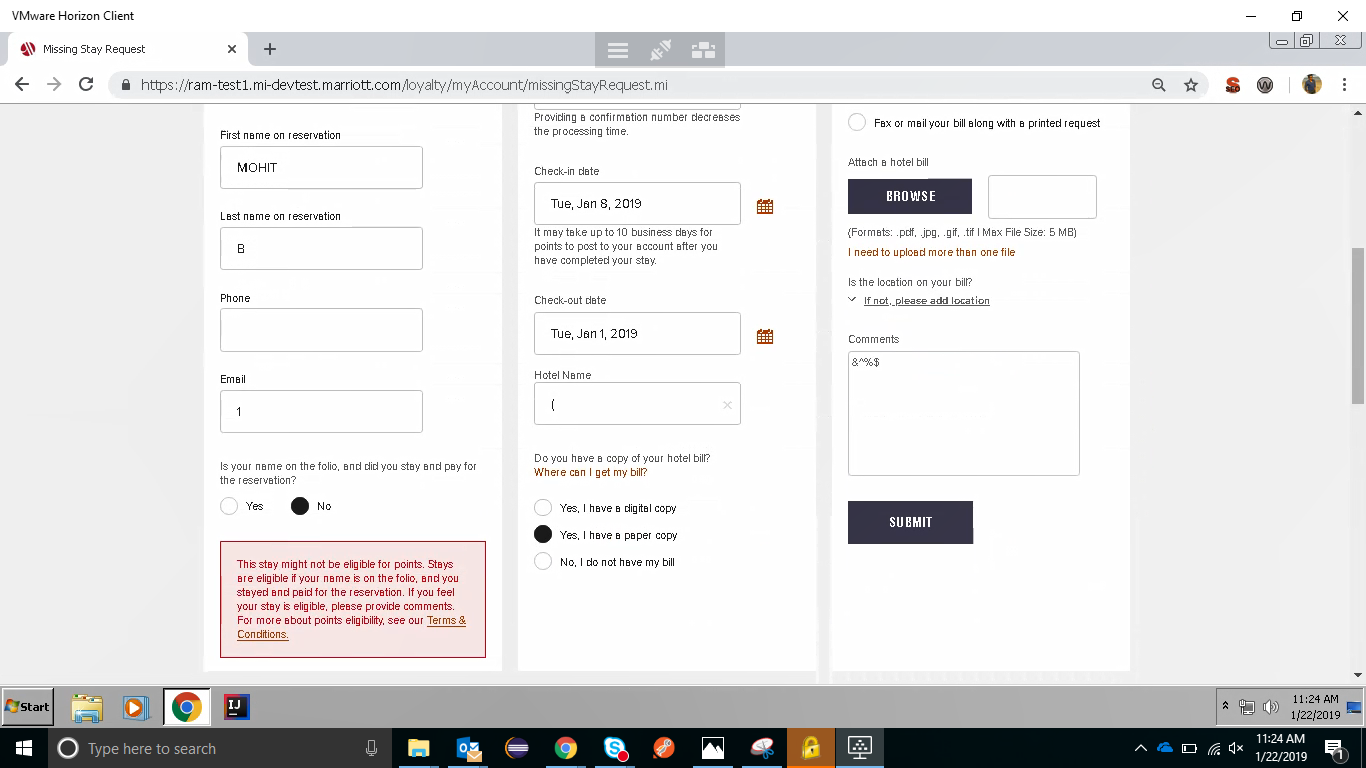 VMware Horizon Client
Missing Stay Request
https://ram-test1.mi-devtest.marriott.com/loyalty/myAccount/missingStayRequest.mi
First name on reservation
MOHIT
Last name on reservation
B
Phone
Email
1
Is your name on the folio, and did you stay and pay for
the reservation?
Yes
No
This stay might not be eligible for points. Stays
are eligible if your name is on the folio, and you
stayed and paid for the reservation. If you feel
your stay is eligible, please provide comments.
For more about points eligibility, see our Terms &
Conditions.
Providing a confirmation number decreases
the processing time.
Check-in date
Tue, Jan 8, 2019
It may take up to 10 business days for
points to post to your account after you
have completed your stay.
Check-out date
Tue, Jan 1, 2019
Hotel Name
(
Do you have a copy of your hotel bill?
Where can I get my bill?
Yes, I have a digital copy
Yes, I have a paper copy
No, I do not have my bill
Fax or mail your bill along with a printed request
Attach a hotel bill
BROWSE
(Formats: .pdf, .jpg, .gif, .tif I Max File Size: 5 MB)
I need to upload more than one file
Is the location on your bill?
If not, please add location
Comments
&^%$
SUBMIT
Start
IJ
11:24 AM
1/22/2019
Type here to search
11:24 AM
1/22/2019
1